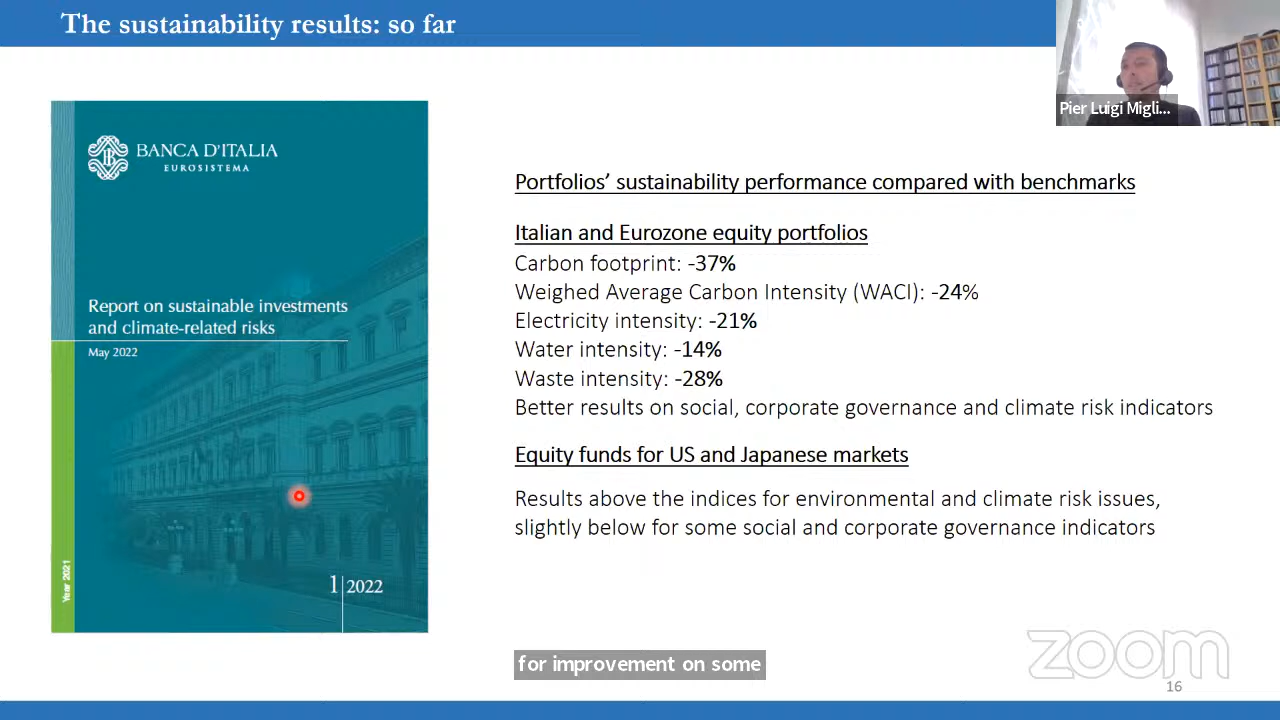 The sustainability results: so far
Pier Luigi Migli...
BANCA D'ITALIA
EUROSISTEMA
Report on sustainable investments
and climate-related risks
May 2022
Year 2021
1 2022
Portfolios’ sustainability performance compared with benchmarks
Italian and Eurozone equity portfolios
Carbon footprint: -37%
Weighed Average Carbon Intensity (WACI): -24%
Electricity intensity: -21%
Water intensity: -14%
Waste intensity: -28%
Better results on social, corporate governance and climate risk indicators
Equity funds for US and Japanese markets
Results above the indices for environmental and climate risk issues,
slightly below for some social and corporate governance indicators
for improvement on some
zoom
16